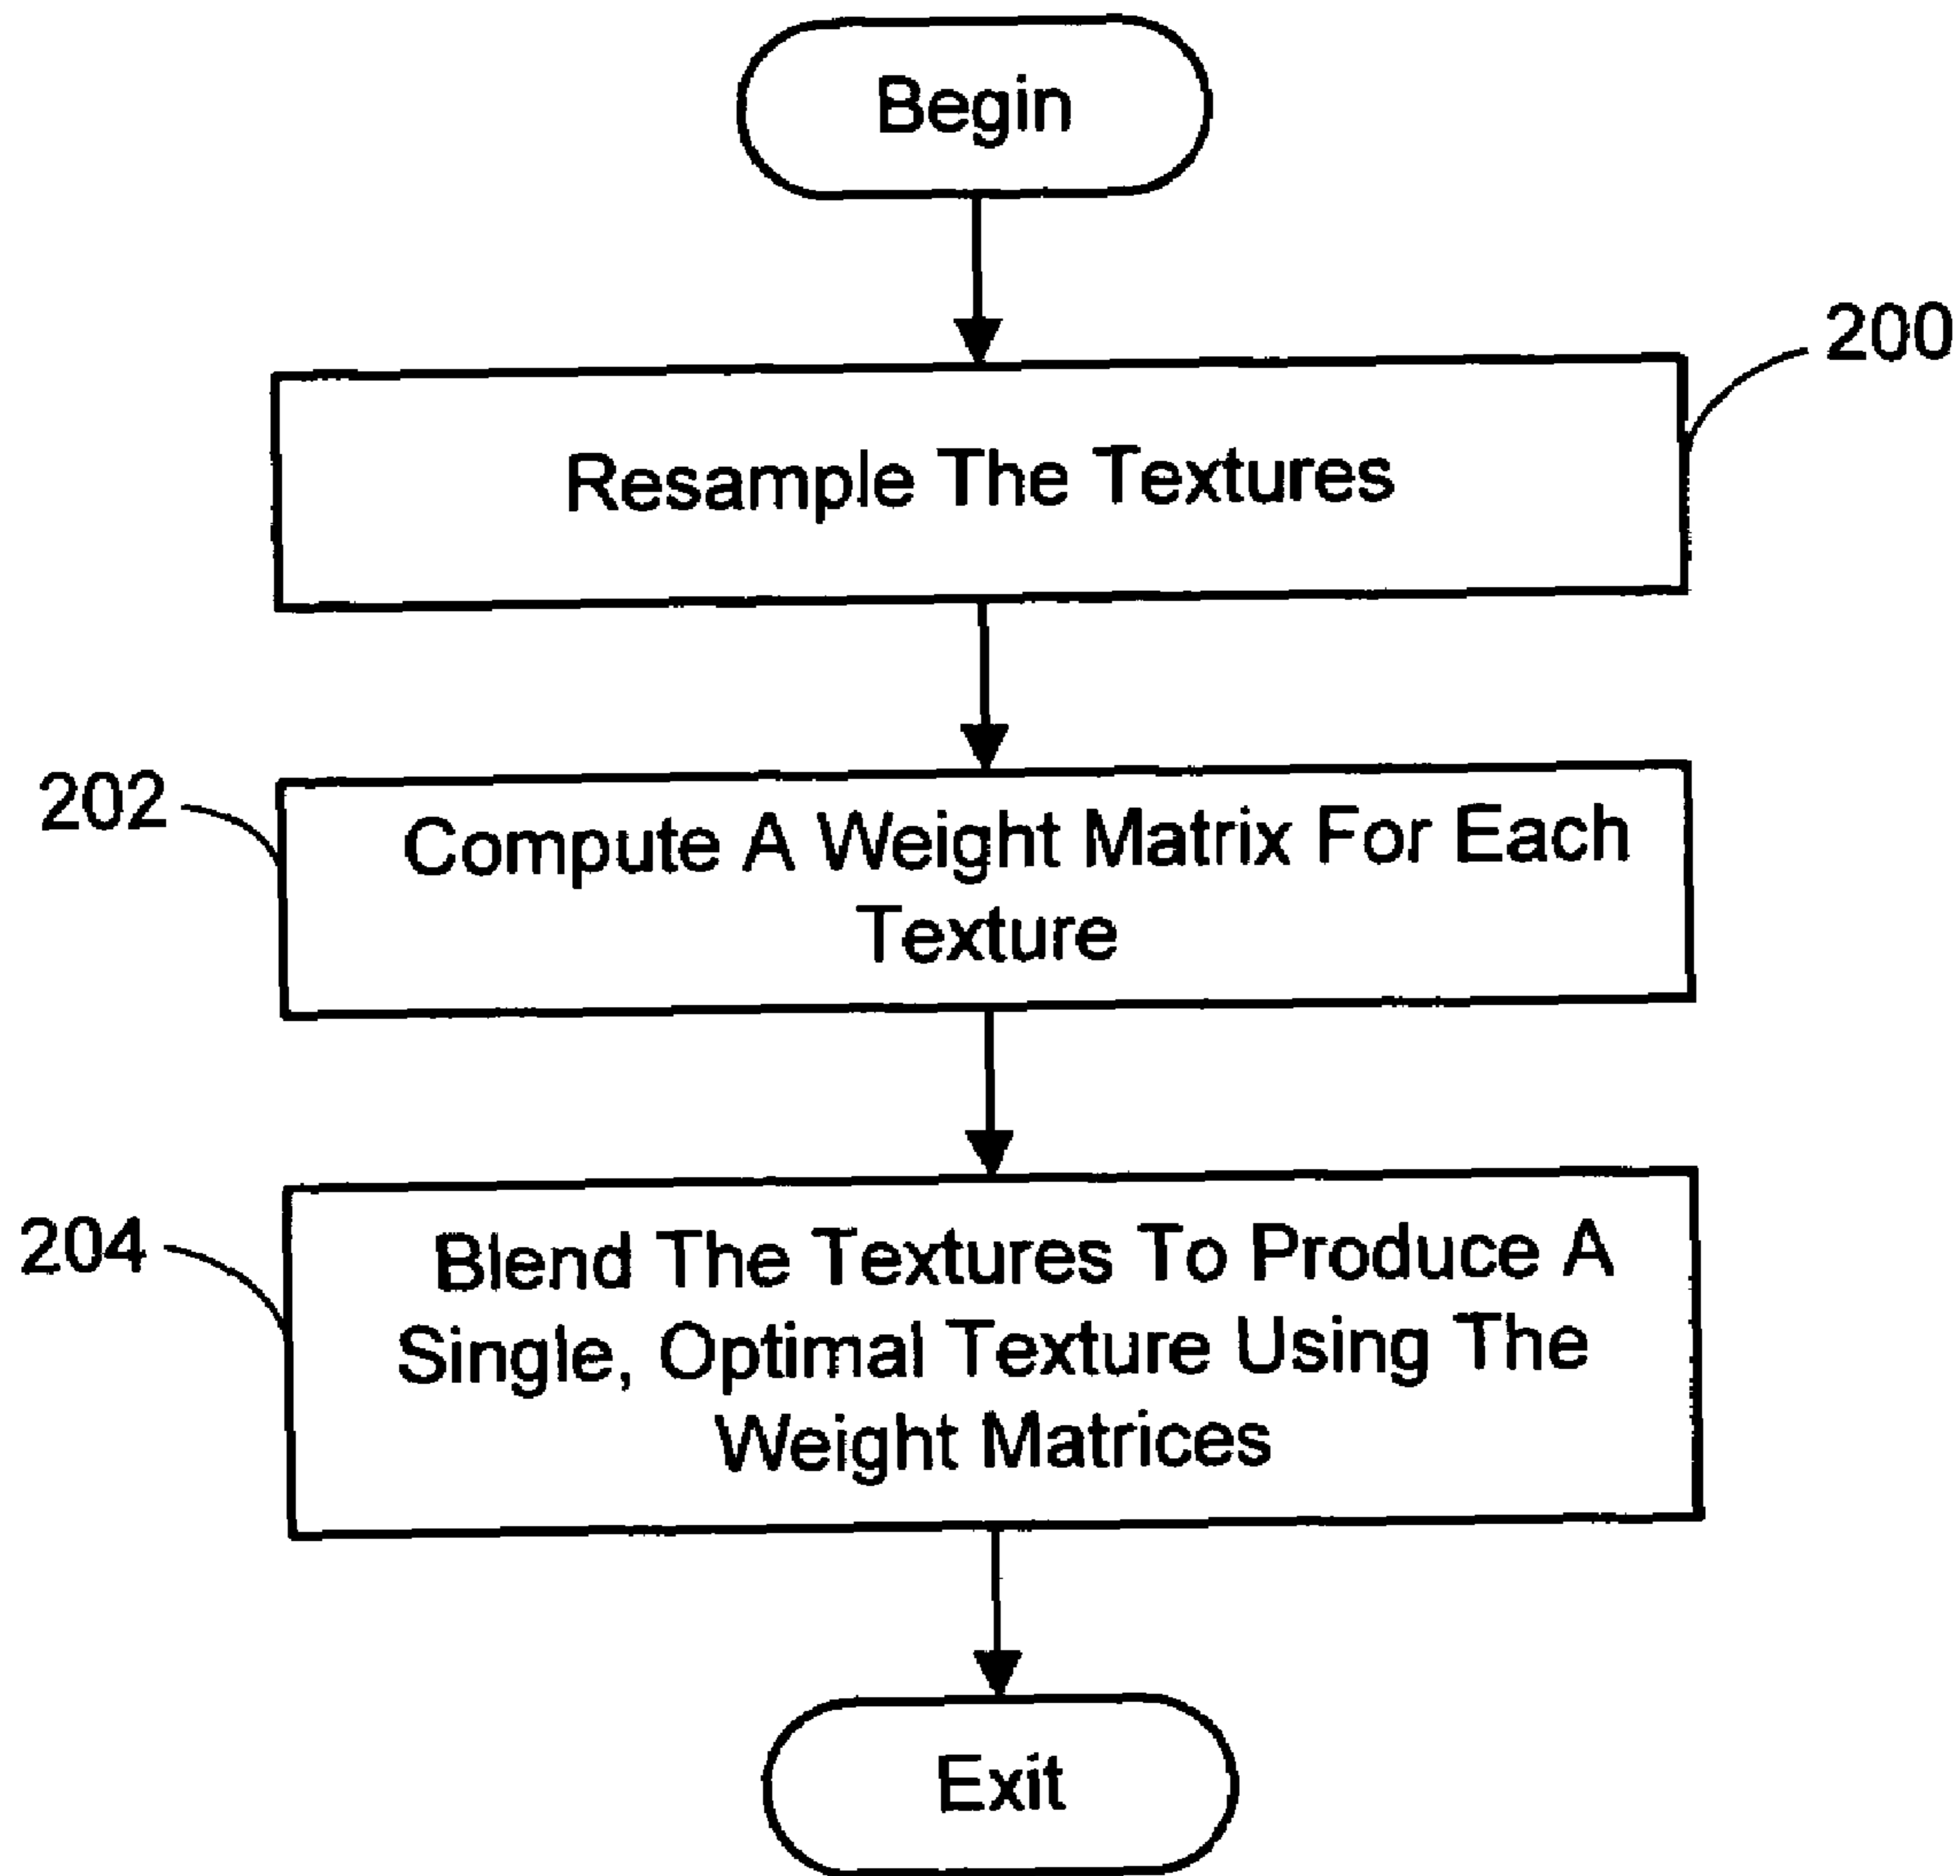 Begin
200
Resample The Textures
202
Compute A Weight Matrix For Each
Texture
204
Blend The Textures To Produce A
Single, Optimal Texture Using The
Weight Matrices
Exit